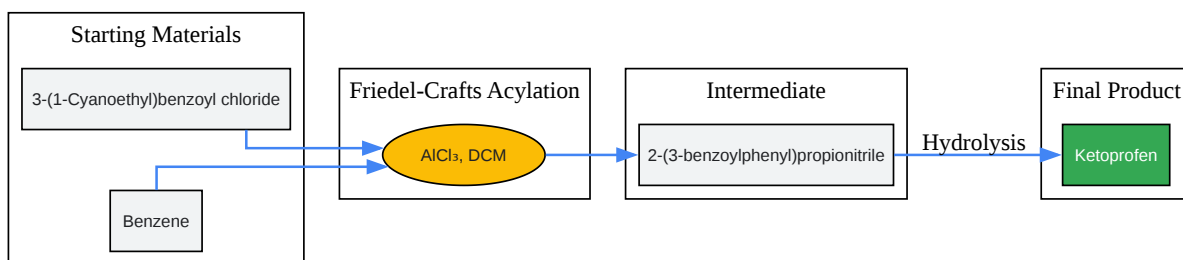 Starting Materials
3-(1-Cyanoethyl)benzoyl chloride
Benzene
Friedel-Crafts Acylation
AlCl₃, DCM
Intermediate
2-(3-benzoylphenyl)propionitrile
Hydrolysis
Final Product
Ketoprofen